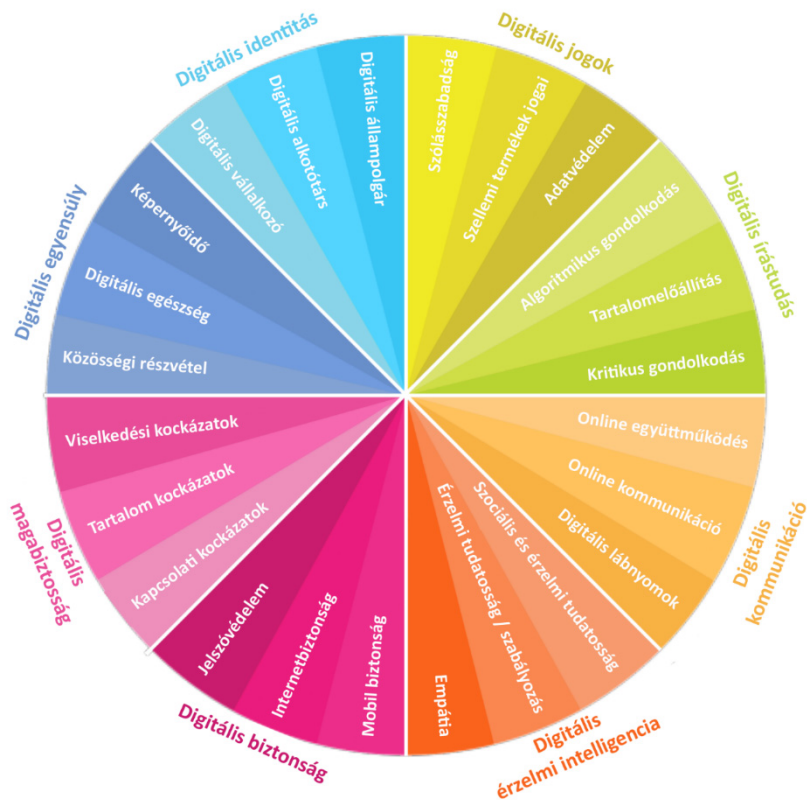 Digitális jogok
Szólásszabadság
Szellemi termékek jogai
Adatvédelem
Digitális írástudás
Algoritmikus gondolkodás
Tartalomelőállítás
Kritikus gondolkodás
Digitális
kommunikáció
Online együttműködés
Online kommunikáció
Digitális lábnyomok
Digitális
érzelmi intelligencia
Szociális és érzelmi tudatosság
Érzelmi tudatosság / szabályozás
Empátia
Digitális biztonság
Mobil biztonság
Internetbiztonság
Jelszóvédelem
Digitális
magabiztosság
Kapcsolati kockázatok
Tartalom kockázatok
Viselkedési kockázatok
Digitális egyensúly
Közösségi részvétel
Digitális egészség
Képernyőidő
Digitális identitás
Digitális vállalkozó
Digitális alkotótárs
Digitális állampolgár